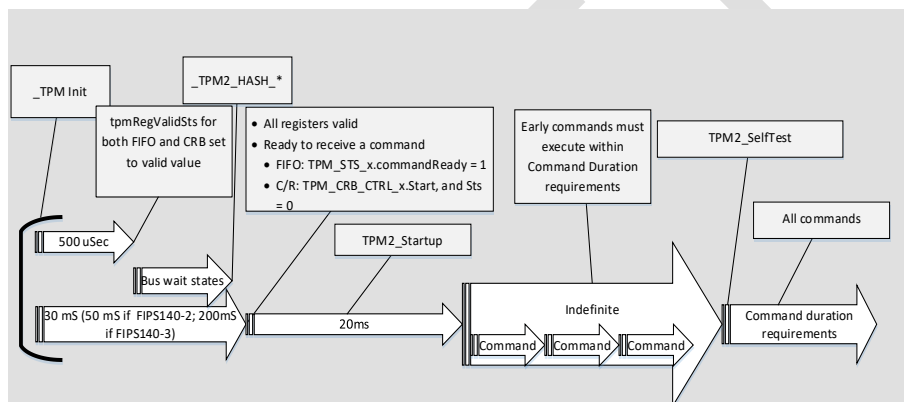 _TPM Init
_TPM2_HASH_*
tpmRegValidSts for
both FIFO and CRB set
to valid value
• All registers valid
• Ready to receive a command
• FIFO: TPM_STS_x.commandReady = 1
• C/R: TPM_CRB_CTRL_x.Start, and Sts
= 0
Early commands must
execute within
Command Duration
requirements
TPM2_SelfTest
All commands
TPM2_Startup
500 uSec
Bus wait states
30 mS (50 mS if FIPS140-2; 200mS
if FIPS140-3)
20ms
Indefinite
Command
Command
Command
Command duration
requirements